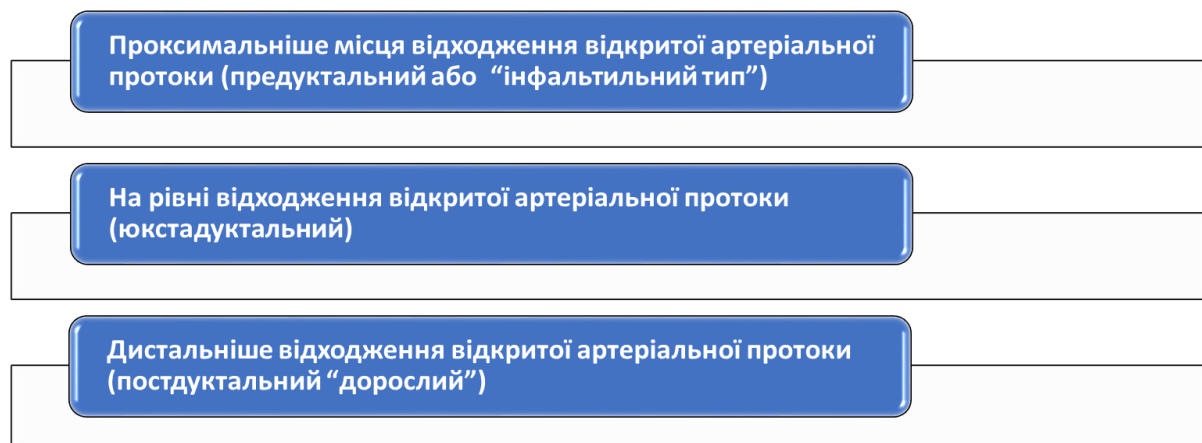 Проксимальніше місця відходження відкритої артеріальної
протоки (предуктальний або “інфальтильний тип”)
На рівні відходження відкритої артеріальної протоки
(юкстадуктальний)
Дистальніше відходження відкритої артеріальної протоки
(постдуктальний “дорослий”)